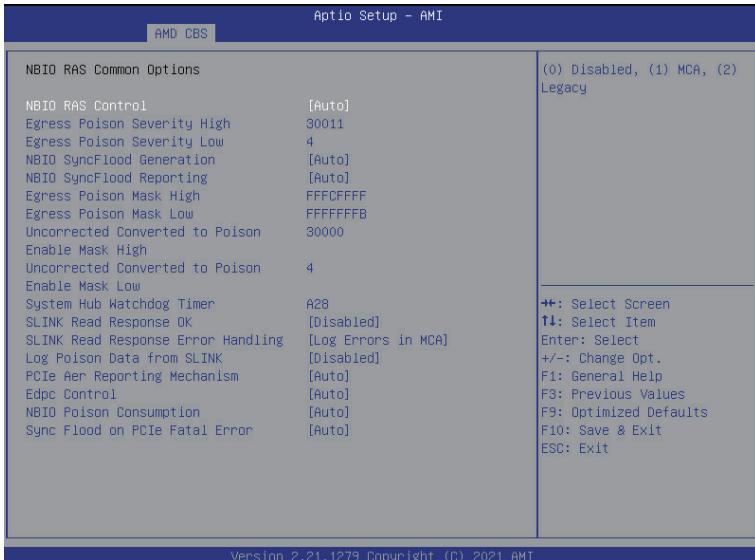 Aptio Setup – AMI
AMD CBS
NBIO RAS Common Options
NBIO RAS Control [Auto]
Egress Poison Severity High 30011
Egress Poison Severity Low 4
NBIO SyncFlood Generation [Auto]
NBIO SyncFlood Reporting [Auto]
Egress Poison Mask High FFFCFFFF
Egress Poison Mask Low FFFFFFFB
Uncorrected Converted to Poison 30000
Enable Mask High
Uncorrected Converted to Poison 4
Enable Mask Low
System Hub Watchdog Timer A28
SLINK Read Response OK [Disabled]
SLINK Read Response Error Handling [Log Errors in MCA]
Log Poison Data from SLINK [Disabled]
PCIe Aer Reporting Mechanism [Auto]
Edpc Control [Auto]
NBIO Poison Consumption [Auto]
Sync Flood on PCIe Fatal Error [Auto]
(0) Disabled, (1) MCA, (2)
Legacy
→←: Select Screen
↑↓: Select Item
Enter: Select
+/-: Change Opt.
F1: General Help
F3: Previous Values
F9: Optimized Defaults
F10: Save & Exit
ESC: Exit
Version 2.21.1279 Copyright (C) 2021 AMI